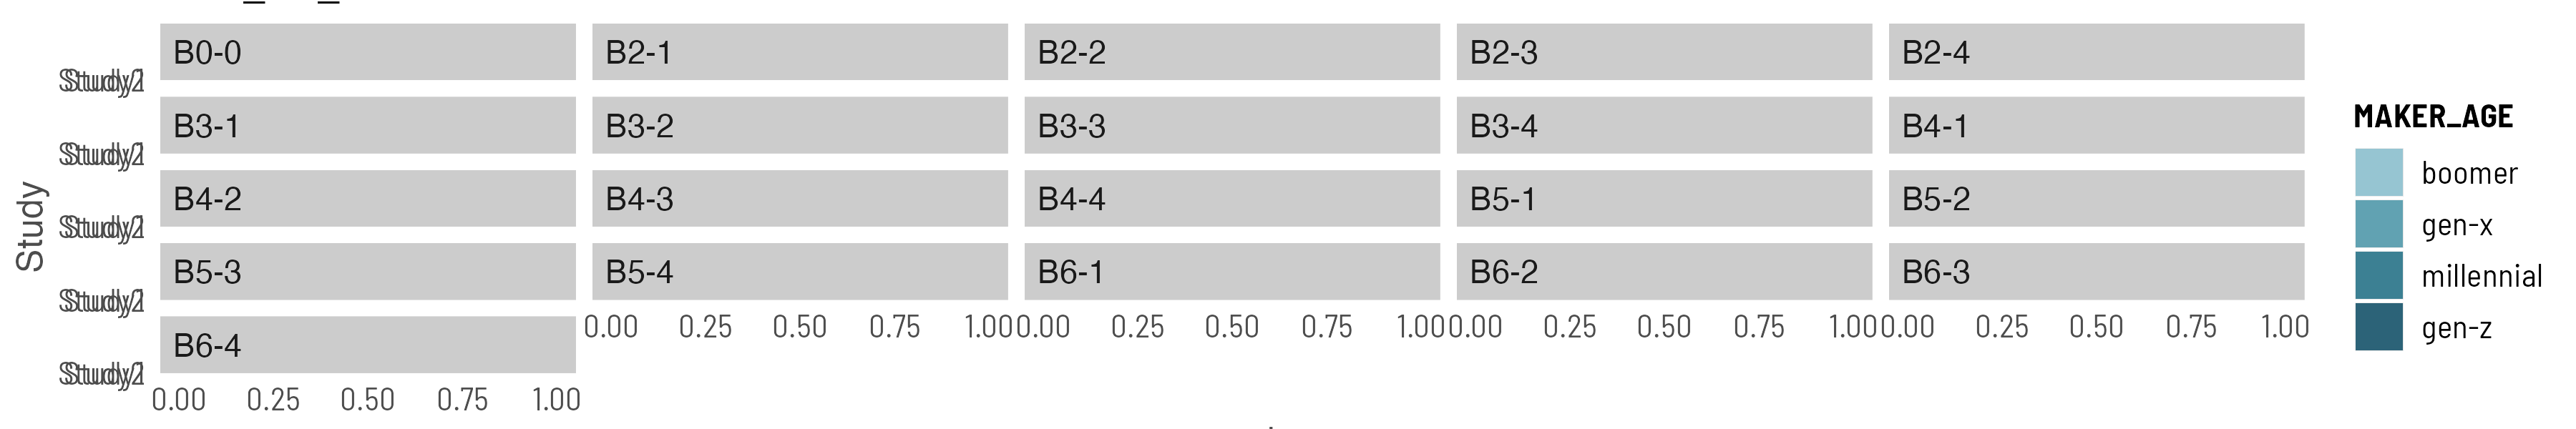 B0-0 B2-1 B2-2 B2-3 B2-4
B3-1 B3-2 B3-3 B3-4 B4-1
B4-2 B4-3 B4-4 B5-1 B5-2
B5-3 B5-4 B6-1 B6-2 B6-3
0.00 0.25 0.50 0.75 1.00 0.00 0.25 0.50 0.75 1.00 0.00 0.25 0.50 0.75 1.00 0.00 0.25 0.50 0.75 1.00
B6-4
0.00 0.25 0.50 0.75 1.00
Study
MAKER_AGE
boomer
gen-x
millennial
gen-z